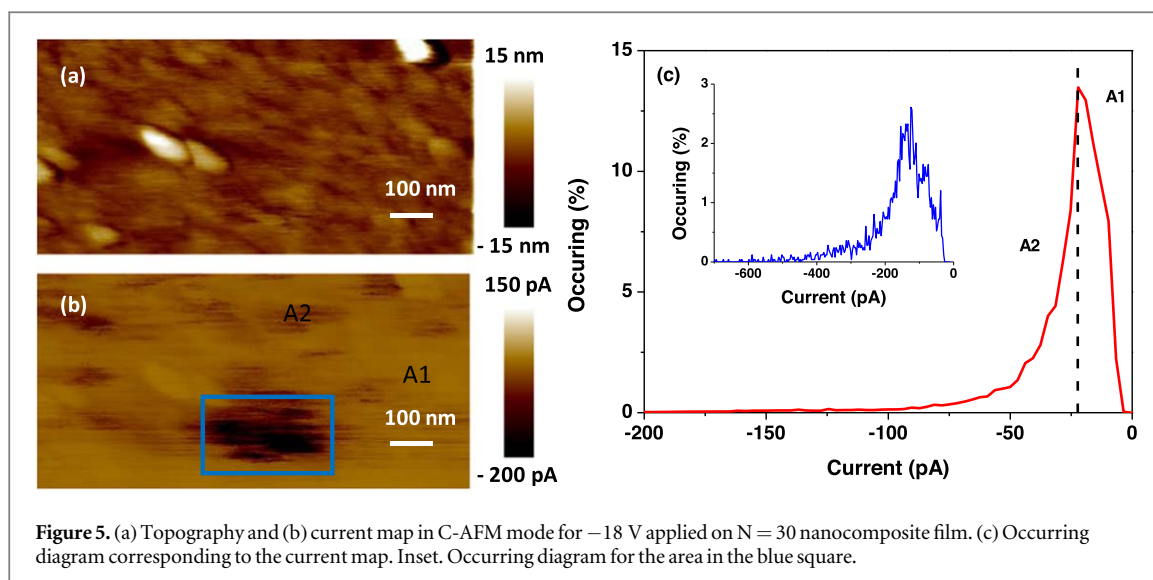 (a)
15 nm
100 nm
- 15 nm
(b)
150 pA
A2
A1
100 nm
- 200 pA
(c)
15
10
5
0
Occuring (%)
-200
-150
-100
-50
0
Current (pA)
A1
A2
3
2
1
0
Occuring (%)
-600
-400
-200
0
Current (pA)
Figure 5. (a) Topography and (b) current map in C-AFM mode for −18 V applied on N = 30 nanocomposite film. (c) Occurring
diagram corresponding to the current map. Inset. Occurring diagram for the area in the blue square.